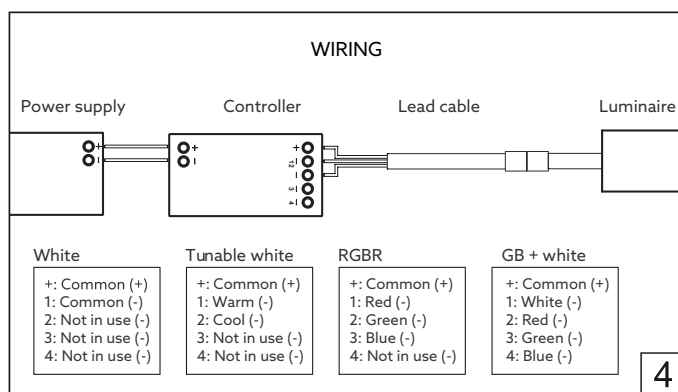 WIRING
Power supply
Controller
Lead cable
Luminaire
+
-
+
-
+
1 -
2 -
3 -
4 -
White
+: Common (+)
1: Common (-)
2: Not in use (-)
3: Not in use (-)
4: Not in use (-)
Tunable white
+: Common (+)
1: Warm (-)
2: Cool (-)
3: Not in use (-)
4: Not in use (-)
RGBR
+: Common (+)
1: Red (-)
2: Green (-)
3: Blue (-)
4: Not in use (-)
GB + white
+: Common (+)
1: White (-)
2: Red (-)
3: Green (-)
4: Blue (-)
4